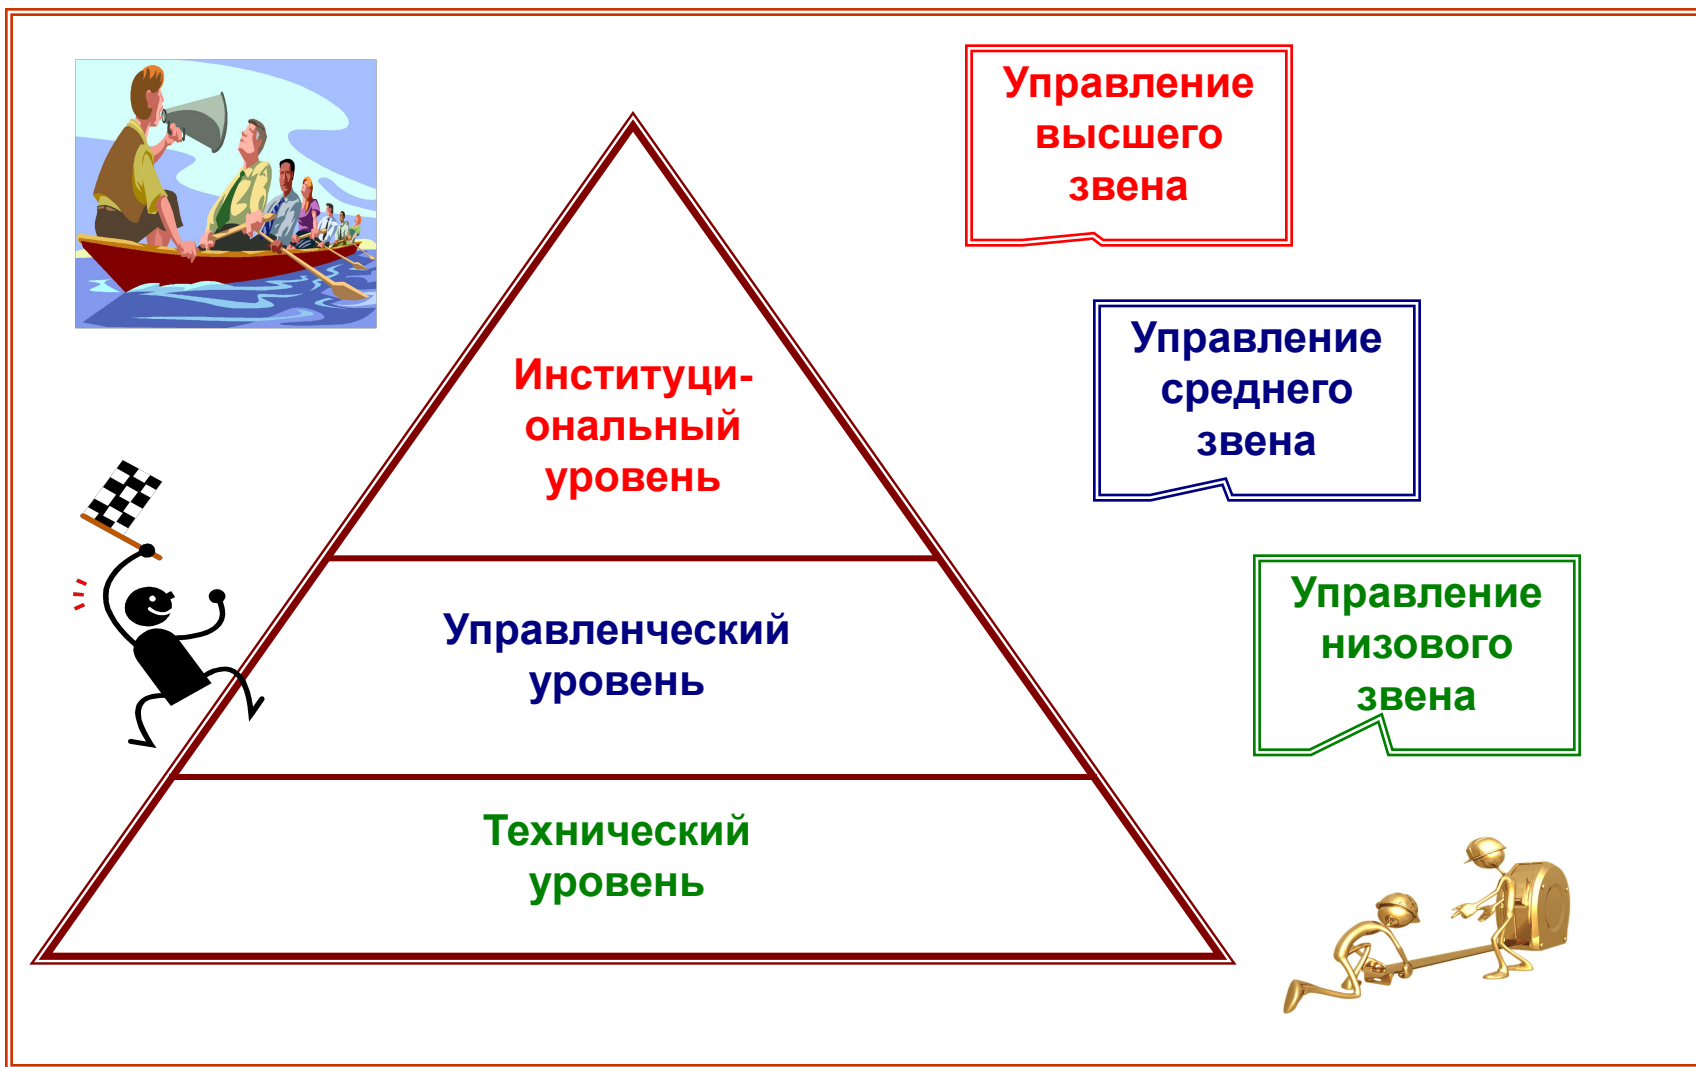 Управление
высшего
звена
Управление
среднего
звена
Управление
низового
звена
Институци-
ональный
уровень
Управленческий
уровень
Технический
уровень